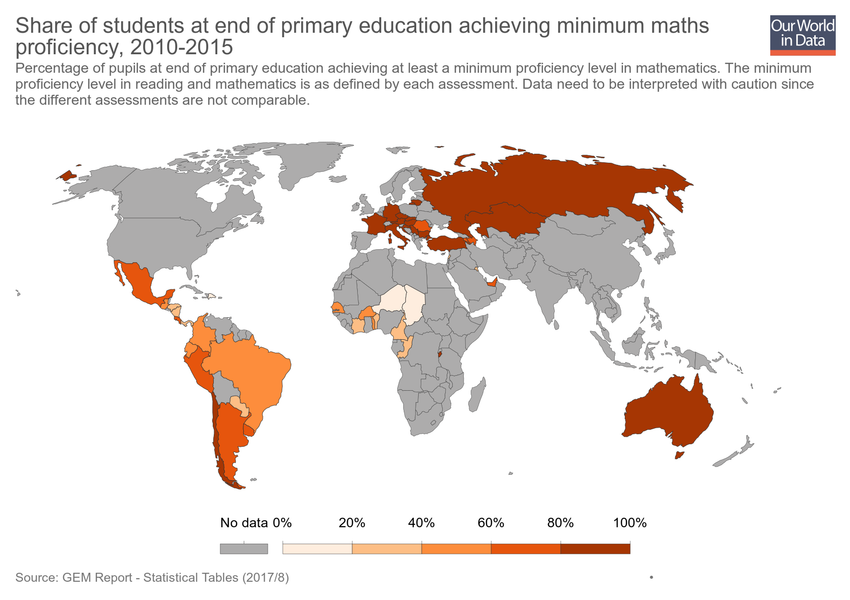 Share of students at end of primary education achieving minimum maths
proficiency, 2010-2015
Our World
in Data
Percentage of pupils at end of primary education achieving at least a minimum proficiency level in mathematics. The minimum
proficiency level in reading and mathematics is as defined by each assessment. Data need to be interpreted with caution since
the different assessments are not comparable.
No data 0% 20% 40% 60% 80% 100%
Source: GEM Report - Statistical Tables (2017/8)